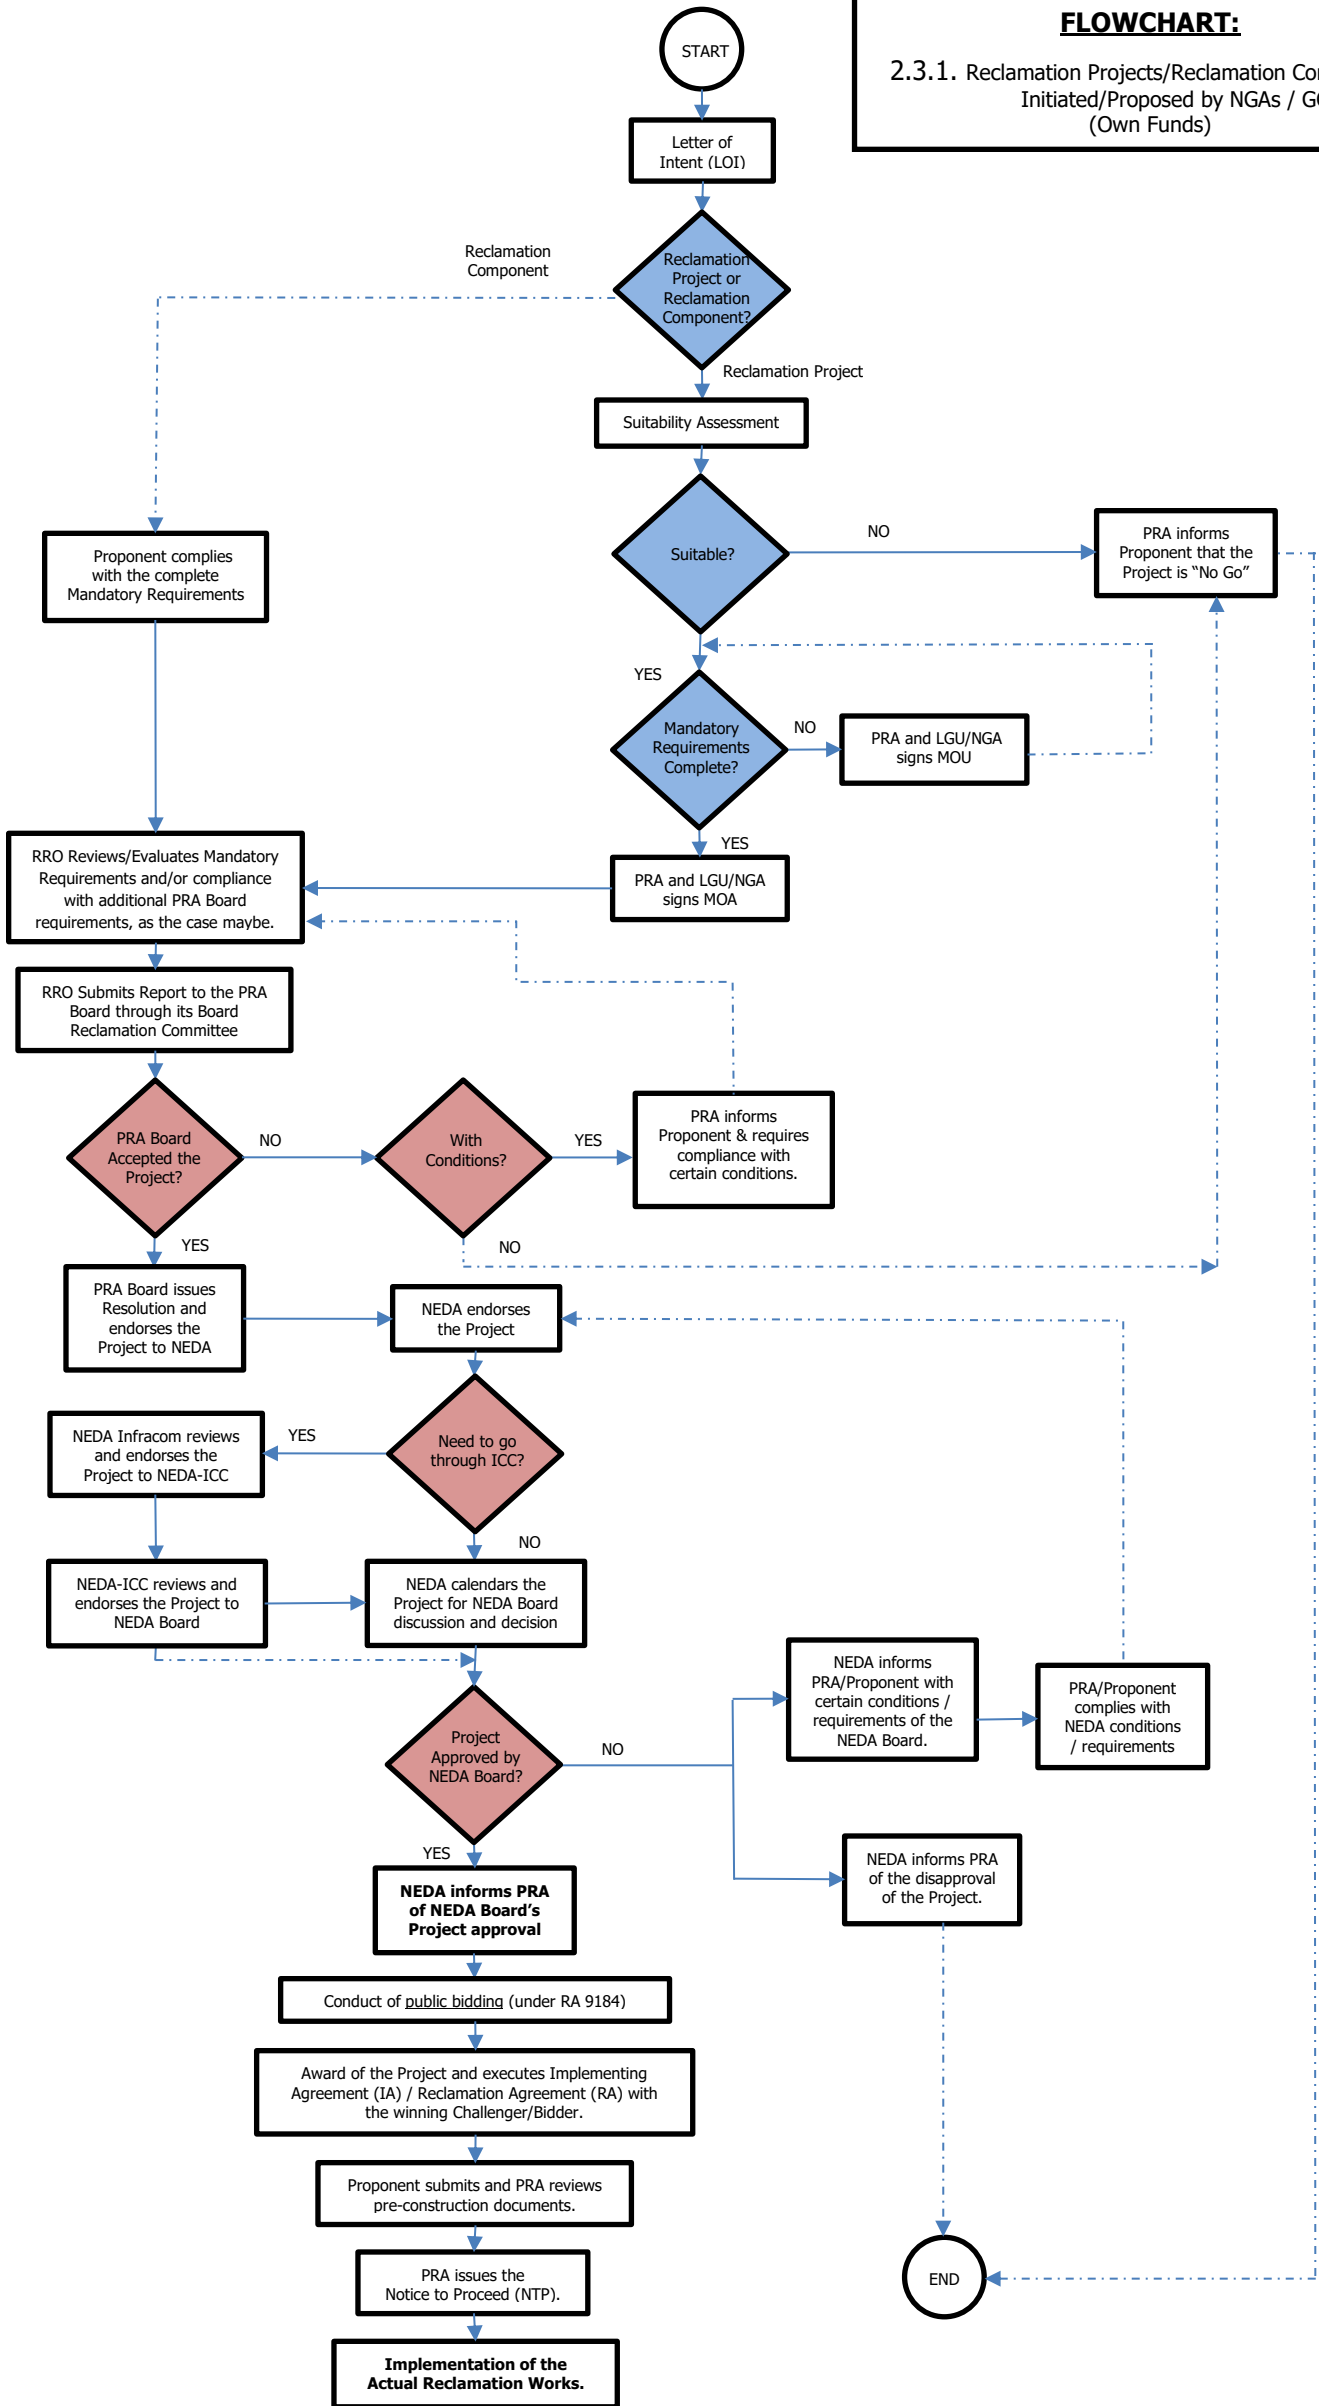 FLOWCHART:
2.3.1. Reclamation Projects/Reclamation
Initiated/Proposed by NGAs /
(Own Funds)
START
Letter of
Intent (LOI)
Reclamation
Component
Reclamation
Project or
Reclamation
Component?
Reclamation Project
Suitability Assessment
Suitable?
NO
PRA informs
Proponent that the
Project is “No Go”
Proponent complies
with the complete
Mandatory Requirements
YES
Mandatory
Requirements
Complete?
NO
PRA and LGU/NGA
signs MOU
YES
PRA and LGU/NGA
signs MOA
RRO Reviews/Evaluates Mandatory
Requirements and/or compliance
with additional PRA Board
requirements, as the case maybe.
RRO Submits Report to the PRA
Board through its Board
Reclamation Committee
PRA Board
Accepted the
Project?
NO
With
Conditions?
YES
PRA informs
Proponent & requires
compliance with
certain conditions.
YES
NO
PRA Board issues
Resolution and
endorses the
Project to NEDA
NEDA endorses
the Project
NEDA Infracom reviews
and endorses the
Project to NEDA-ICC
YES
Need to go
through ICC?
NO
NEDA-ICC reviews and
endorses the Project to
NEDA Board
NEDA calendars the
Project for NEDA Board
discussion and decision
Project
Approved by
NEDA Board?
NO
NEDA informs
PRA/Proponent with
certain conditions /
requirements of the
NEDA Board.
PRA/Proponent
complies with
NEDA conditions
/ requirements
NEDA informs PRA
of the disapproval
of the Project.
YES
NEDA informs PRA
of NEDA Board’s
Project approval
Conduct of public bidding (under RA 9184)
Award of the Project and executes Implementing
Agreement (IA) / Reclamation Agreement (RA) with
the winning Challenger/Bidder.
Proponent submits and PRA reviews
pre-construction documents.
PRA issues the
Notice to Proceed (NTP).
END
Implementation of the
Actual Reclamation Works.